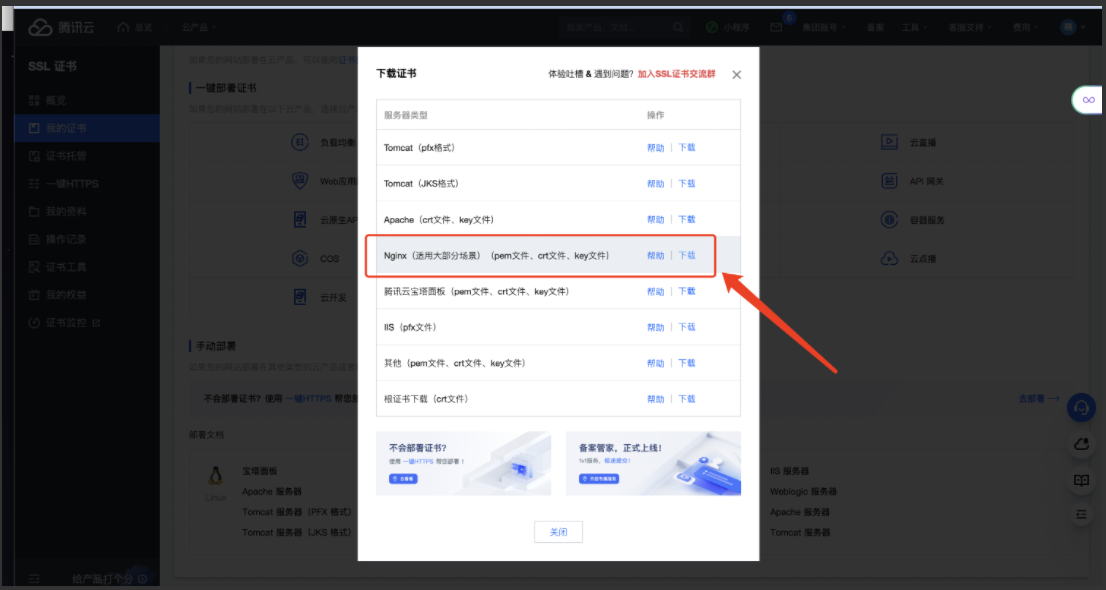 腾讯云 总览 云产品 小程序 6 集团账号 备案 工具 客服支持 费用
SSL 证书
概览
我的证书
证书托管
一键HTTPS
我的资料
操作记录
证书工具
我的权益
证书监控
给产品打个分
一键部署证书
负载均衡
云直播
API 网关
容器服务
COS
云点播
云开发
手动部署
不会部署证书？使用 一键HTTPS
去部署
部署文档
Linux
宝塔面板
Apache 服务器
Tomcat 服务器（PFX 格式）
Tomcat 服务器（JKS 格式）
IIS 服务器
Weblogic 服务器
Apache 服务器
Tomcat 服务器
下载证书
体验吐槽 & 遇到问题？加入SSL证书交流群
服务器类型 操作
Tomcat（pfx格式） 帮助 下载
Tomcat（JKS格式） 帮助 下载
Apache（crt文件、key文件） 帮助 下载
Nginx（适用大部分场景）（pem文件、crt文件、key文件） 帮助 下载
腾讯云宝塔面板（pem文件、crt文件、key文件） 帮助 下载
IIS（pfx文件） 帮助 下载
其他（pem文件、crt文件、key文件） 帮助 下载
根证书下载（crt文件） 帮助 下载
不会部署证书？
使用 一键HTTPS 帮您部署！
去部署
备案管家，正式上线！
1v1服务，极速提交！
关闭